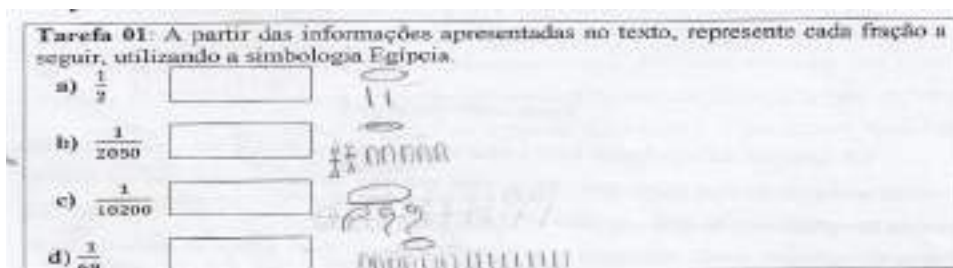 Tarefa 01: A partir das informações apresentadas no texto, represente cada fração a
seguir, utilizando a simbologia Egípcia.
a) 1/2
b) 1/2050
c) 1/10200
d)